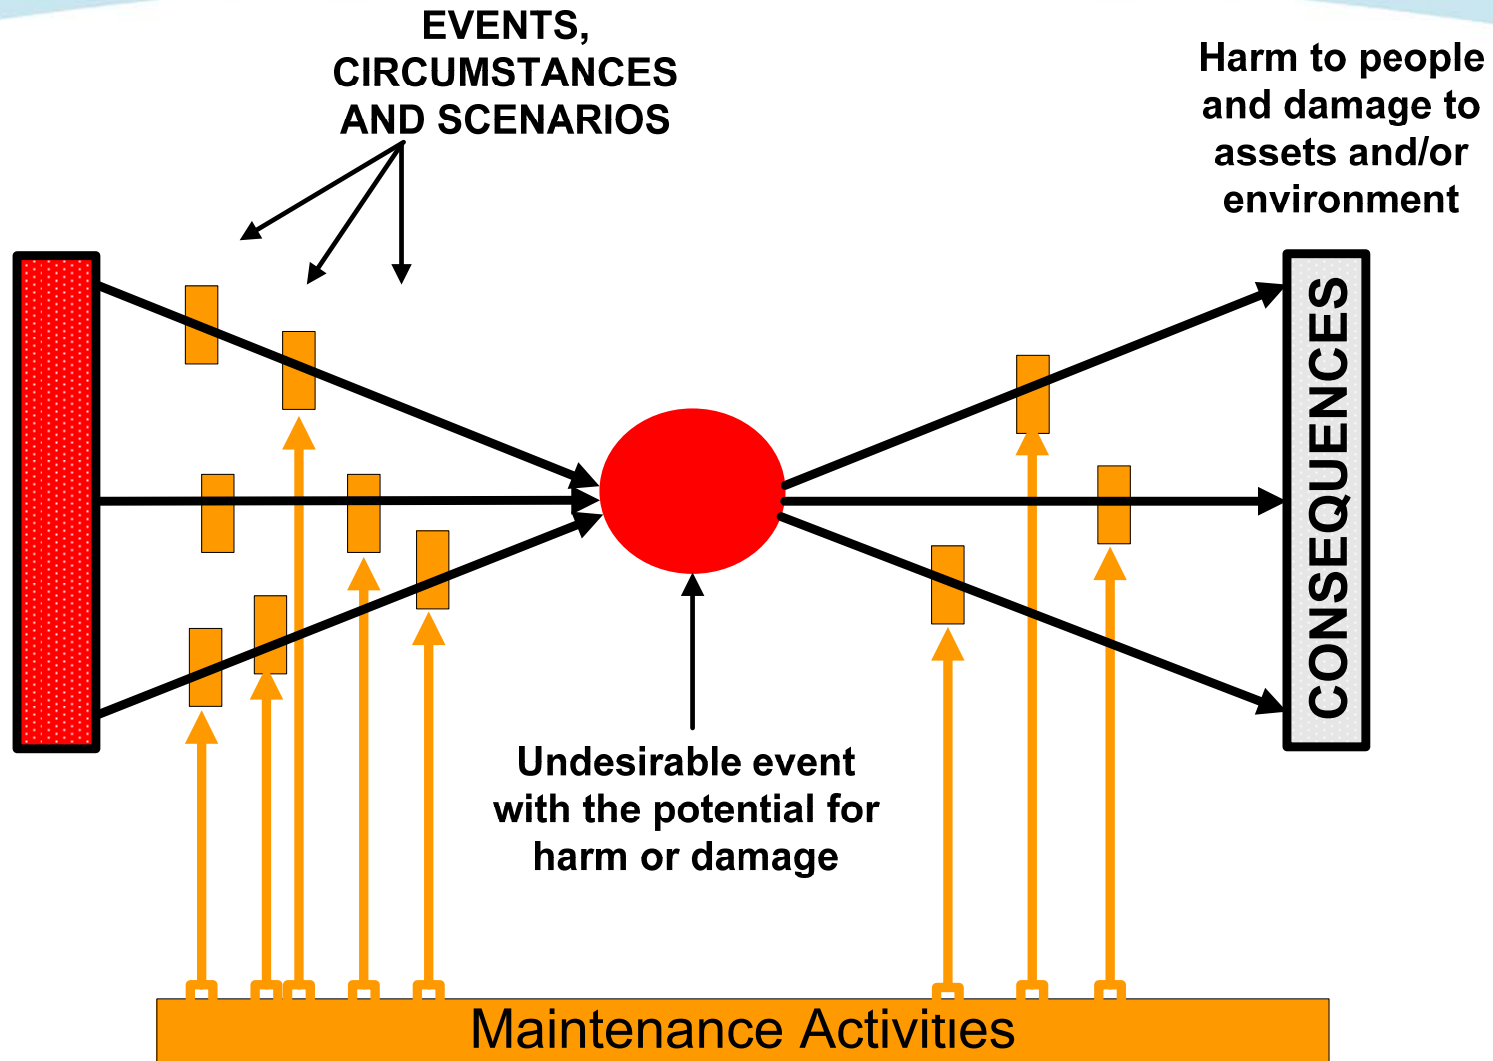 EVENTS,
CIRCUMSTANCES
AND SCENARIOS
Harm to people
and damage to
assets and/or
environment
CONSEQUENCES
Undesirable event
with the potential for
harm or damage
Maintenance Activities